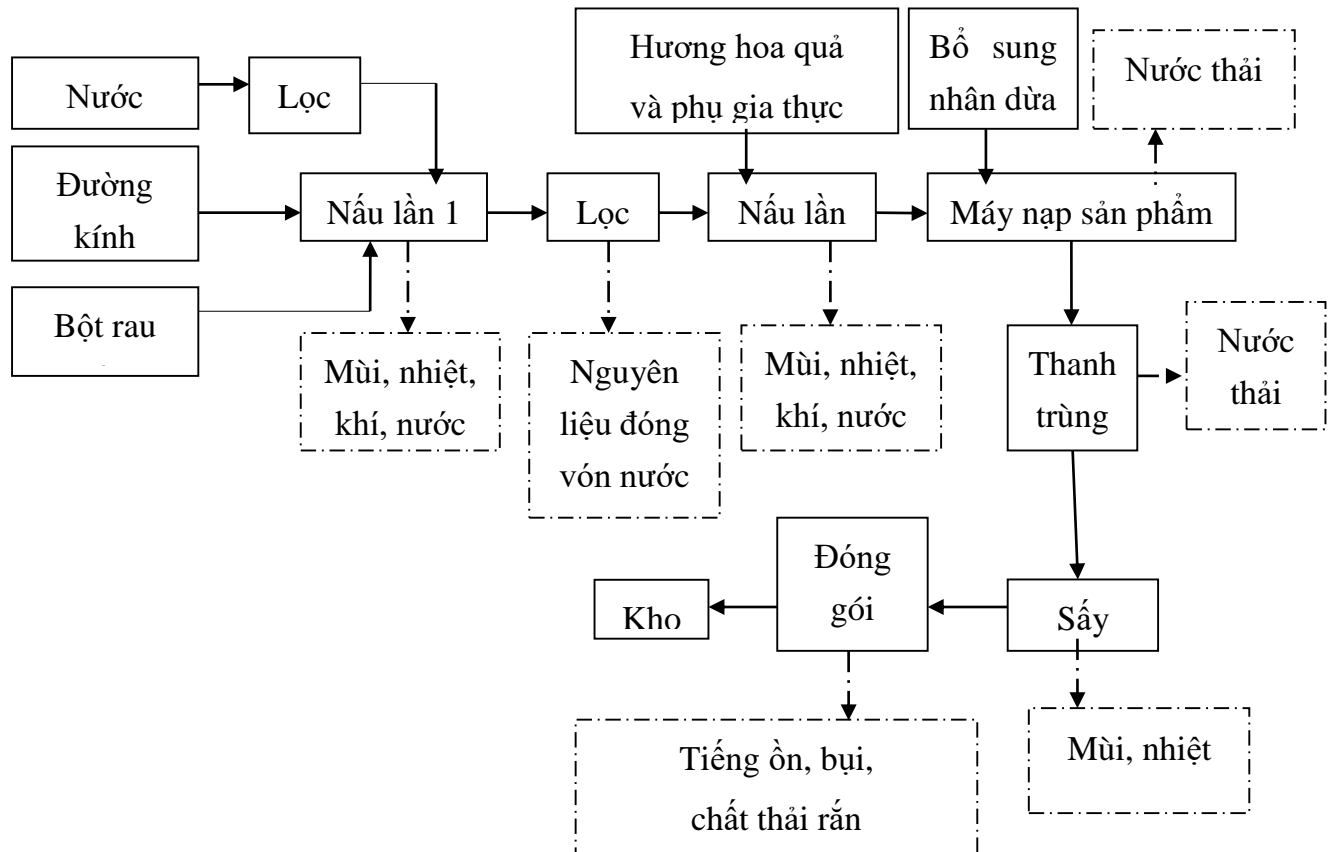 Hương hoa quả
và phụ gia thực
Bổ sung
nhân dừa
Nước thải
Nước
Lọc
Đường
kính
Nấu lần 1
Lọc
Nấu lần
Máy nạp sản phẩm
Bột rau
Mùi, nhiệt,
khí, nước
Nguyên
liệu đóng
vón nước
Mùi, nhiệt,
khí, nước
Thanh
trùng
Nước
thải
Kho
Đóng
gói
Sấy
Tiếng ồn, bụi,
chất thải rắn
Mùi, nhiệt